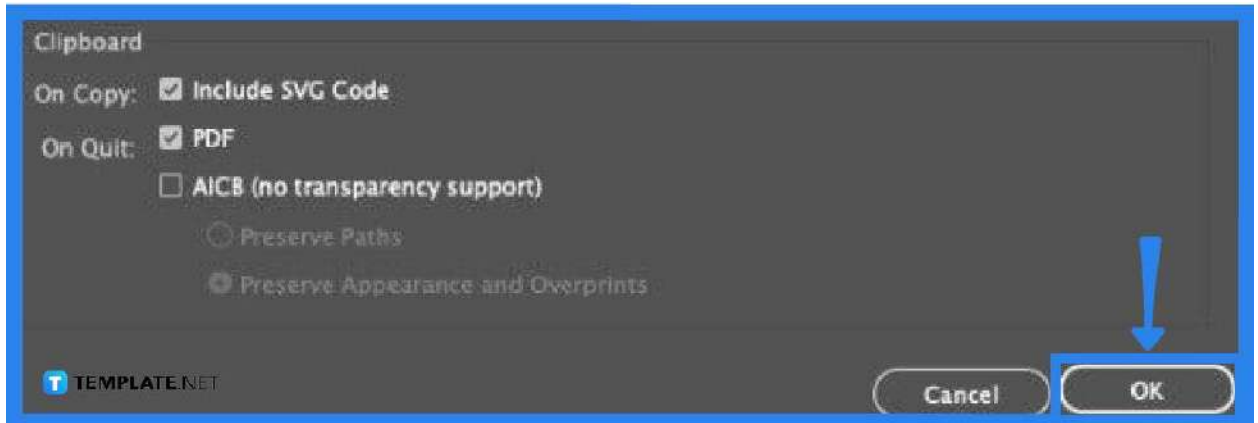 Clipboard
On Copy: Include SVG Code
On Quit: PDF
AICB (no transparency support)
Preserve Paths
Preserve Appearance and Overprints
T TEMPLATE.NET
Cancel
OK